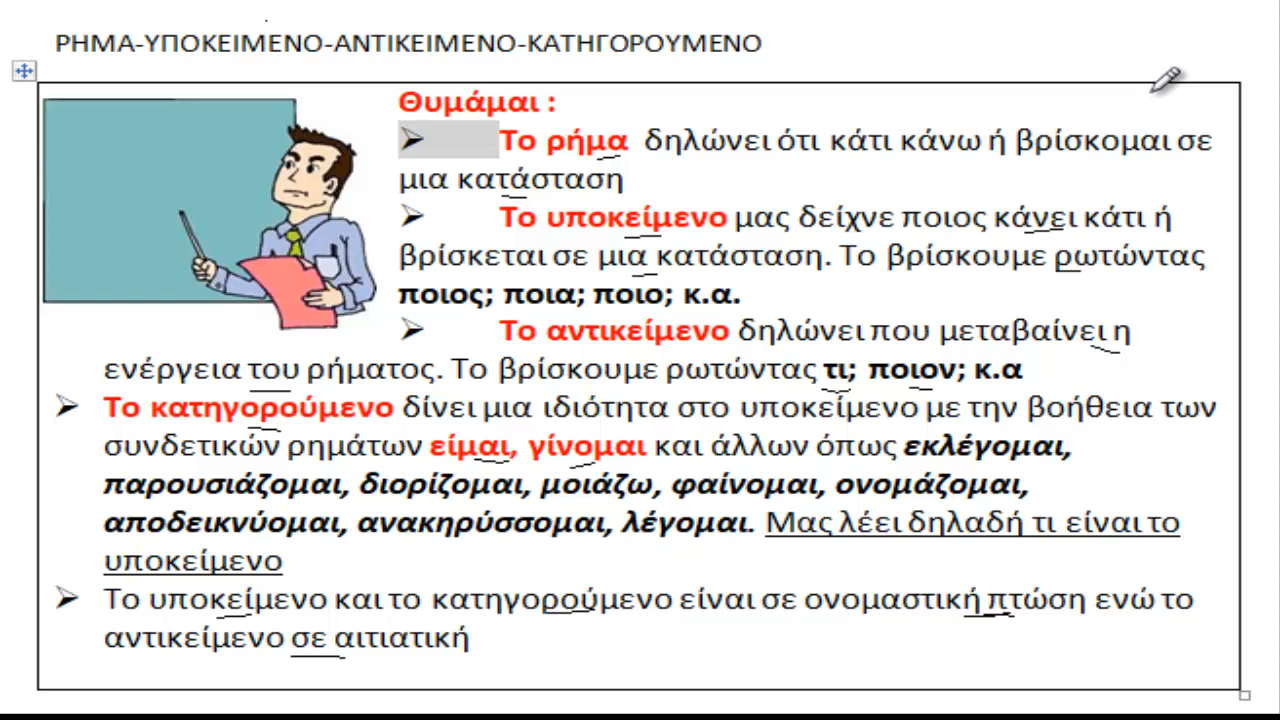 ΡΗΜΑ-ΥΠΟΚΕΙΜΕΝΟ-ΑΝΤΙΚΕΙΜΕΝΟ-ΚΑΤΗΓΟΡΟΥΜΕΝΟ
Θυμάμαι :
➢ Το ρήμα δηλώνει ότι κάτι κάνω ή βρίσκομαι σε
μια κατάσταση
➢ Το υποκείμενο μας δείχνε ποιος κάνει κάτι ή
βρίσκεται σε μια κατάσταση. Το βρίσκουμε ρωτώντας
ποιος; ποια; ποιο; κ.α.
➢ Το αντικείμενο δηλώνει που μεταβαίνει η
ενέργεια του ρήματος. Το βρίσκουμε ρωτώντας τι; ποιον; κ.α
➢ Το κατηγορούμενο δίνει μια ιδιότητα στο υποκείμενο με την βοήθεια των
συνδετικών ρημάτων είμαι, γίνομαι και άλλων όπως εκλέγομαι,
παρουσιάζομαι, διορίζομαι, μοιάζω, φαίνομαι, ονομάζομαι,
αποδεικνύομαι, ανακηρύσσομαι, λέγομαι. Μας λέει δηλαδή τι είναι το
υποκείμενο
➢ Το υποκείμενο και το κατηγορούμενο είναι σε ονομαστική πτώση ενώ το
αντικείμενο σε αιτιατική